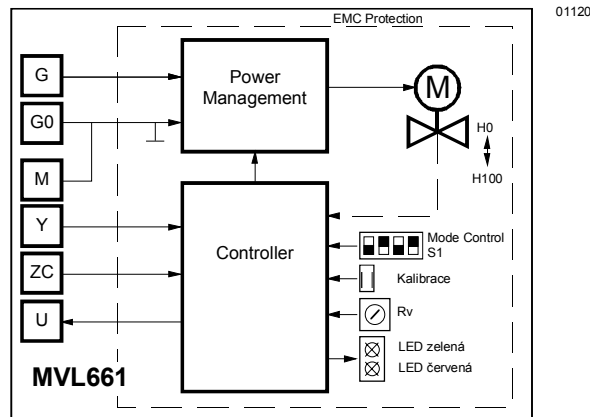 EMC Protection
01120
G
Power
Management
M
G0
H0
H100
M
Y
Controller
Mode Control
S1
ZC
Kalibrace
Rv
U
LED zelená
LED červená
MVL661